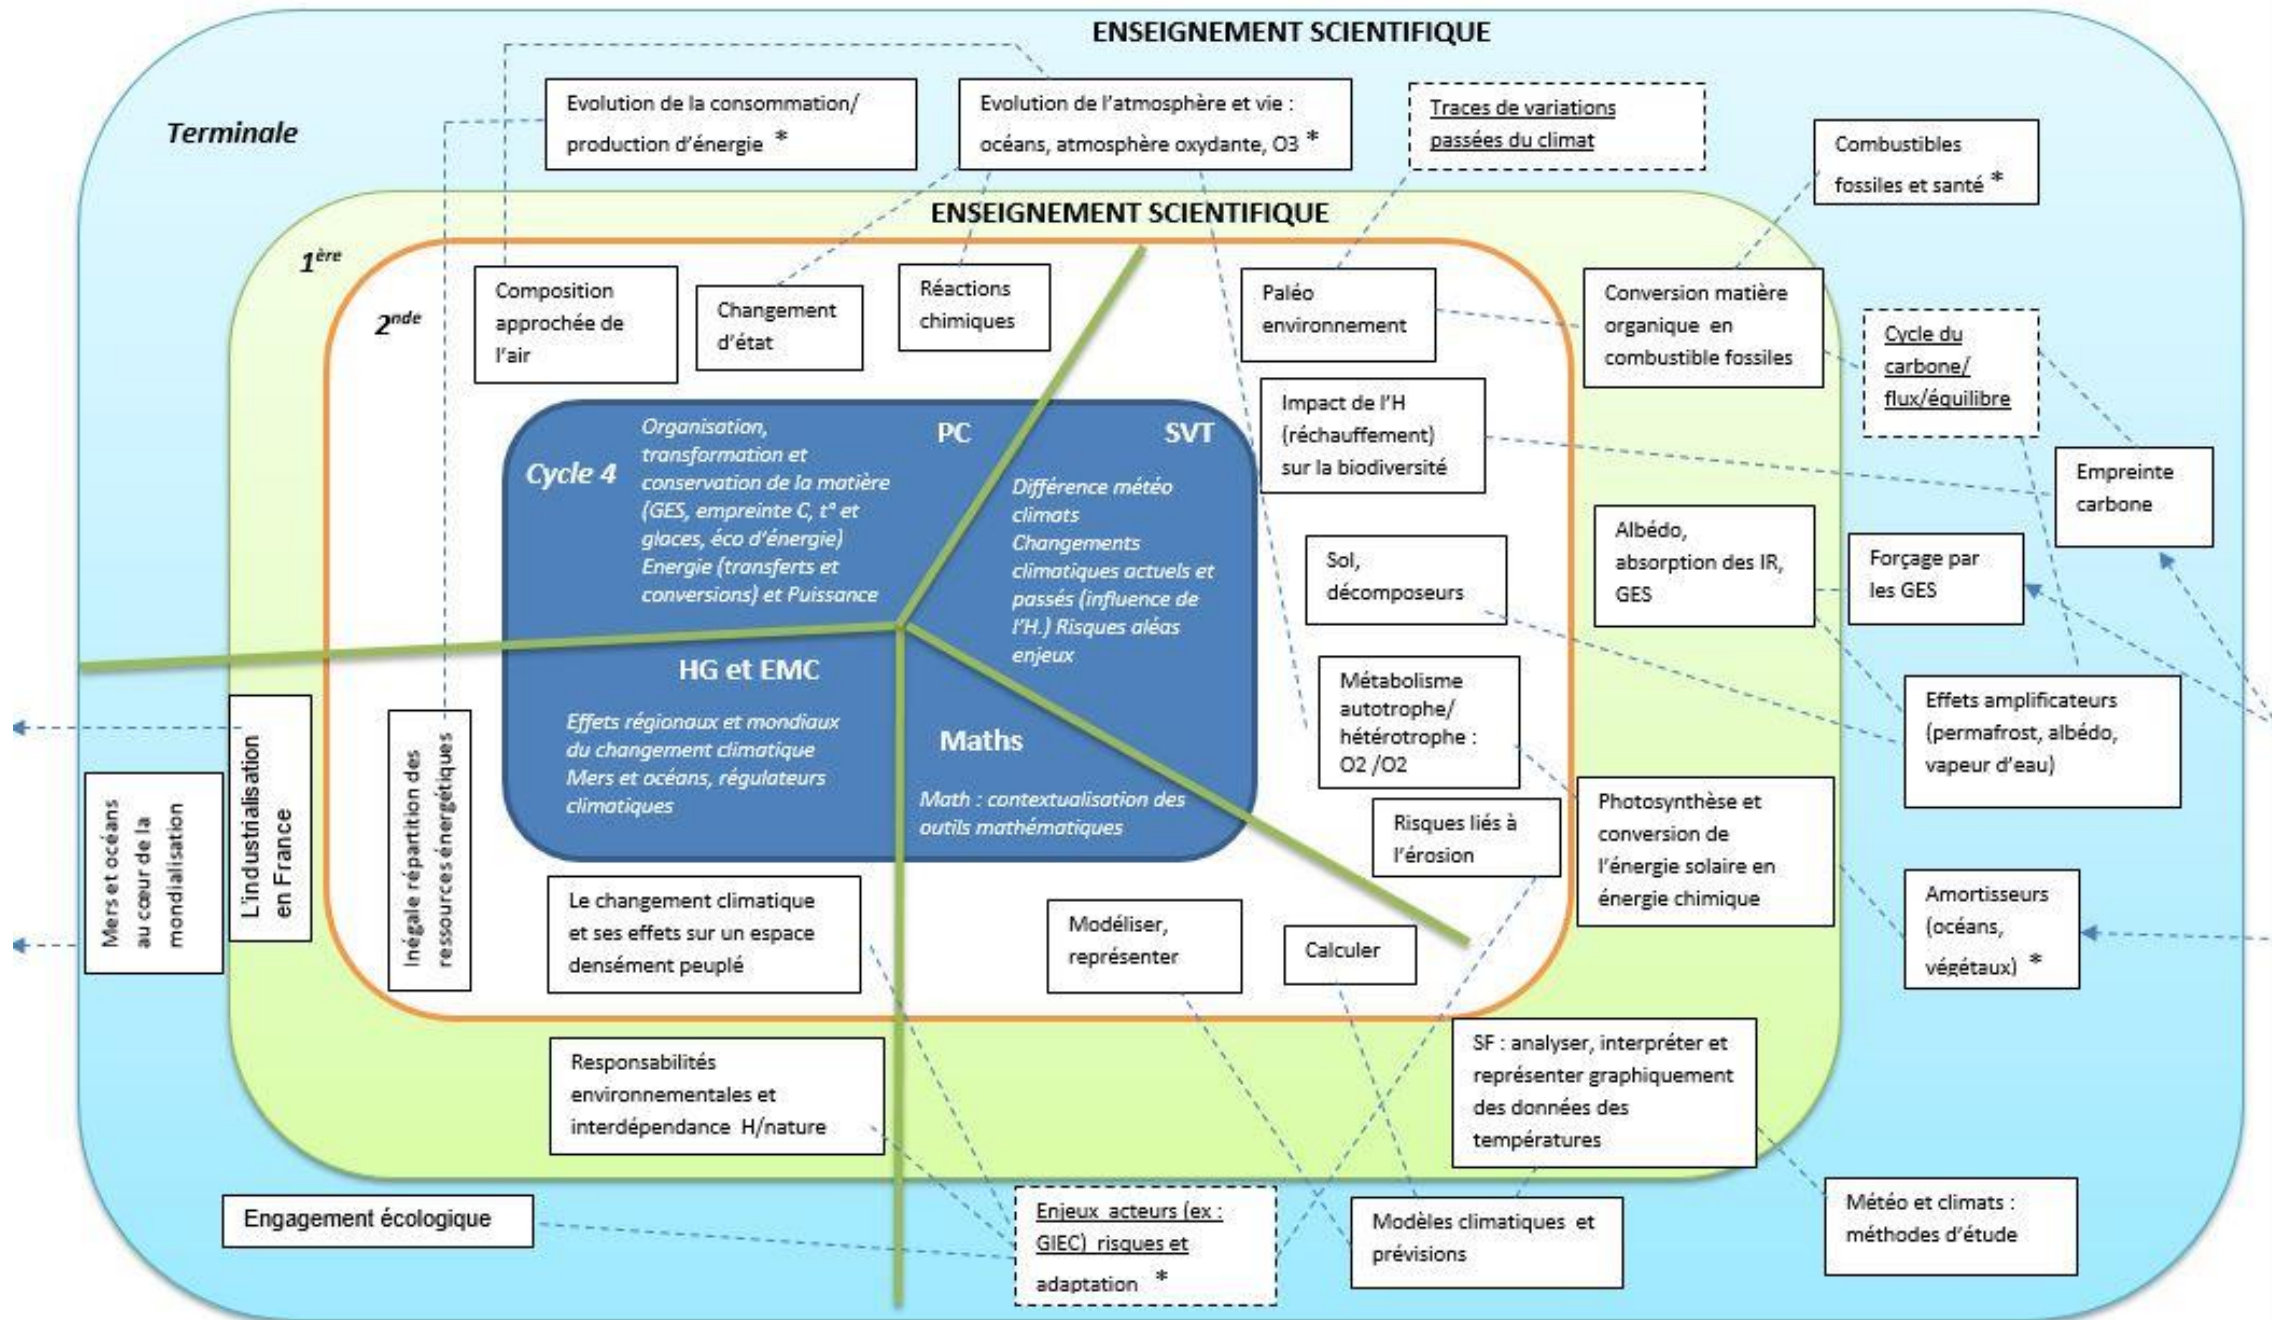 ENSEIGNEMENT SCIENTIFIQUE
Terminale
Evolution de la consommation/
production d'énergie *
Evolution de l'atmosphère et vie :
océans, atmosphère oxydante, O3 *
Traces de variations
passées du climat
Combustibles
fossiles et santé *
ENSEIGNEMENT SCIENTIFIQUE
1ère
2nde
Composition
approchée de
l'air
Changement
d'état
Réactions
chimiques
Paléo
environnement
Conversion matière
organique en
combustible fossiles
Cycle du
carbone/
flux/équilibre
Impact de l'H
(réchauffement)
sur la biodiversité
Empreinte
carbone
Cycle 4
Organisation,
transformation et
conservation de la matière
(GES, empreinte C, t° et
glaces, éco d'énergie)
Energie (transferts et
conversions) et Puissance
PC
SVT
Différence météo
climats
Changements
climatiques actuels et
passés (influence de
l'H.) Risques aléas
enjeux
Sol,
décomposeurs
Albédo,
absorption des IR,
GES
Forçage par
les GES
HG et EMC
Effets régionaux et mondiaux
du changement climatique
Mers et océans, régulateurs
climatiques
Maths
Math : contextualisation des
outils mathématiques
Métabolisme
autotrophe/
hétérotrophe :
O2 /O2
Effets amplificateurs
(permafrost, albédo,
vapeur d'eau)
Mers et océans
au cœur de la
mondialisation
L'industrialisation
en France
Inégale répartition des
ressources énergétiques
Risques liés à
l'érosion
Photosynthèse et
conversion de
l'énergie solaire en
énergie chimique
Amortisseurs
(océans,
végétaux) *
Le changement climatique
et ses effets sur un espace
densément peuplé
Modéliser,
représenter
Calculer
Responsabilités
environnementales et
interdépendance H/nature
SF : analyser, interpréter et
représenter graphiquement
des données des
températures
Engagement écologique
Enjeux acteurs (ex :
GIEC) risques et
adaptation *
Modèles climatiques et
prévisions
Météo et climats :
méthodes d'étude